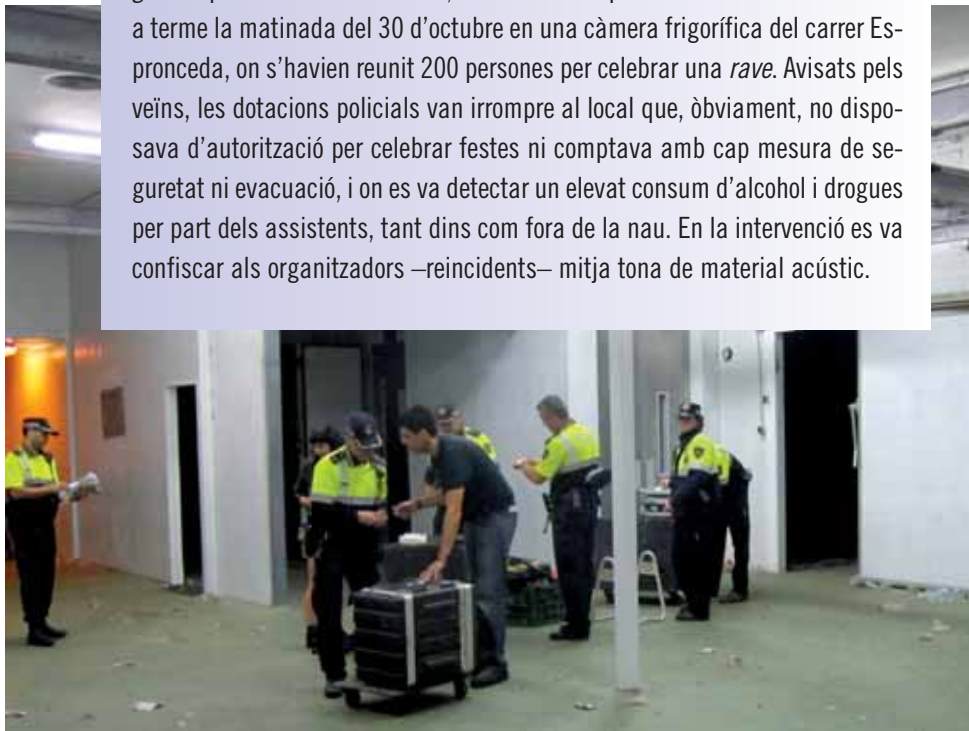 a terme la matinada del 30 d’octubre en una càmera frigorífica del carrer Es-
pronceda, on s’havien reunit 200 persones per celebrar una rave. Avisats pels
veïns, les dotacions policials van irrompre al local que, òbviament, no dispo-
sava d’autorització per celebrar festes ni comptava amb cap mesura de se-
guretat ni evacuació, i on es va detectar un elevat consum d’alcohol i drogues
per part dels assistents, tant dins com fora de la nau. En la intervenció es va
confiscar als organitzadors –reincidents– mitja tona de material acústic.